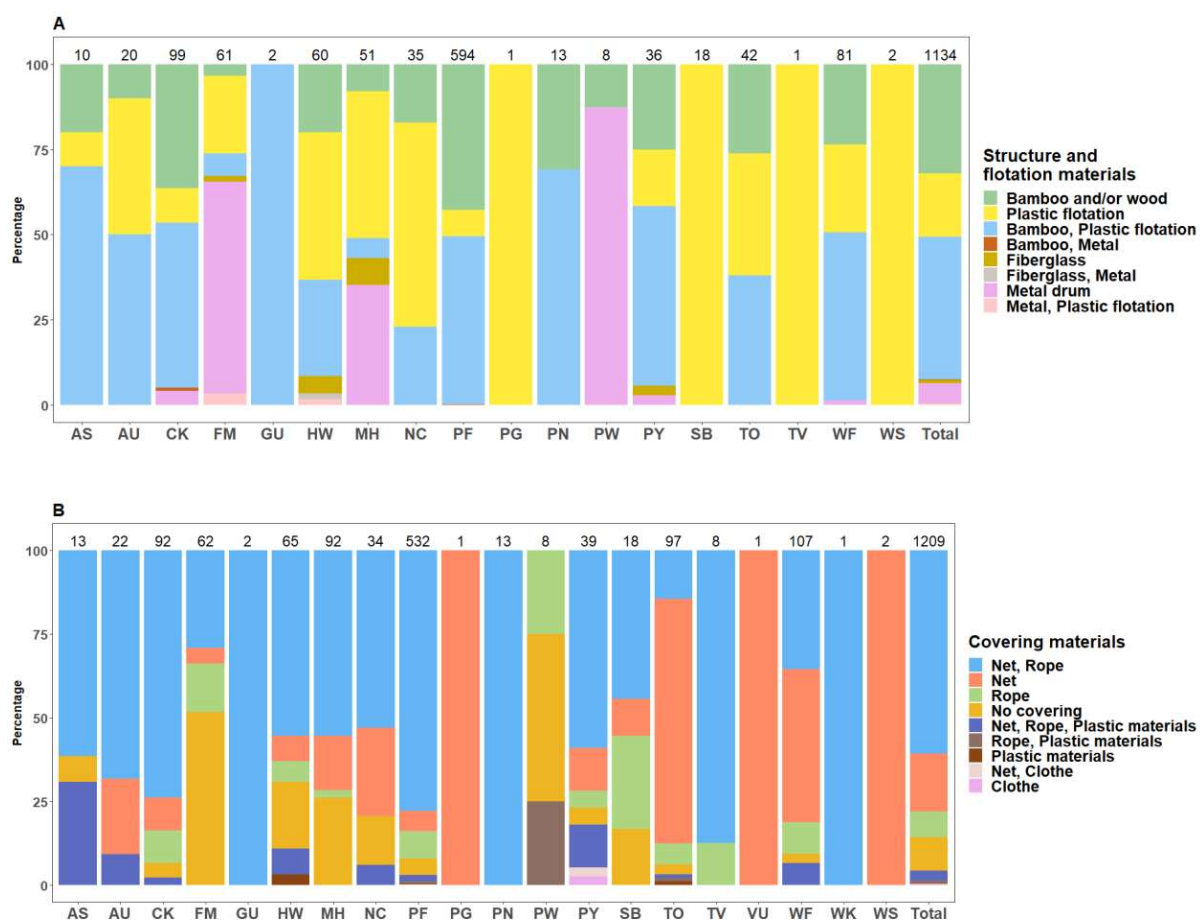 A
10 20 99 61 2 60 51 35 594 1 13 8 36 18 42 1 81 2 1134
100
75
50
25
0
Percentage
AS AU CK FM GU HW MH NC PF PG PN PW PY SB TO TV WF WS Total
Structure and
flotation materials
Bamboo and/or wood
Plastic flotation
Bamboo, Plastic flotation
Bamboo, Metal
Fiberglass
Fiberglass, Metal
Metal drum
Metal, Plastic flotation
B
13 22 92 62 2 65 92 34 532 1 13 8 39 18 97 8 1 107 1 2 1209
100
75
50
25
0
Percentage
AS AU CK FM GU HW MH NC PF PG PN PW PY SB TO TV VU WF WK WS Total
Covering materials
Net, Rope
Net
Rope
No covering
Net, Rope, Plastic materials
Rope, Plastic materials
Plastic materials
Net, Clothe
Clothe